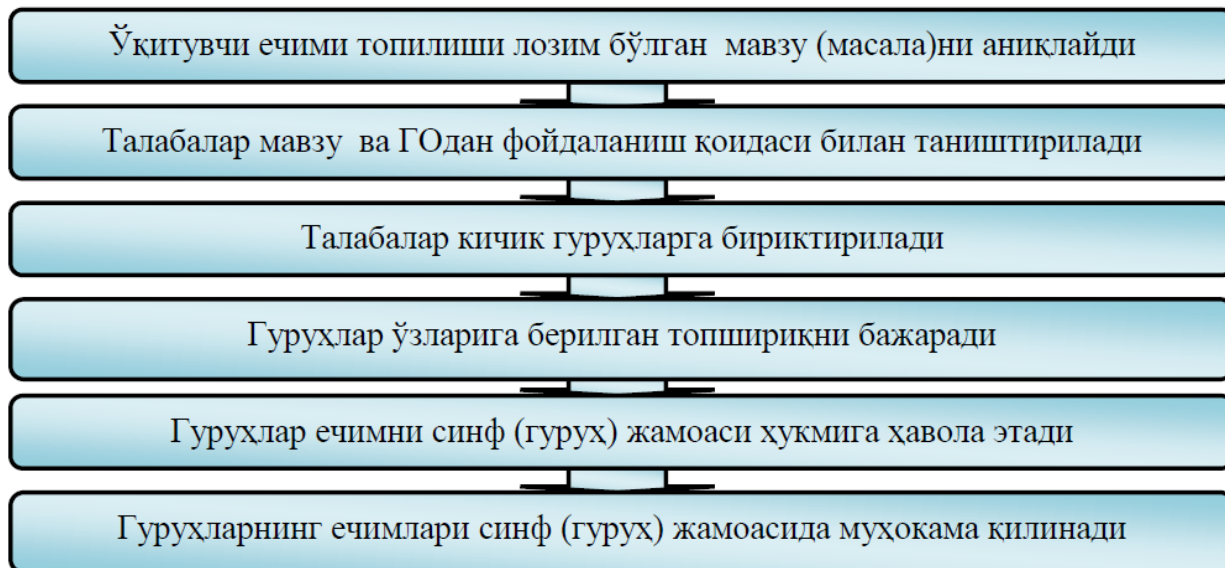 Ўқитувчи ечими топилиши лозим бўлган мавзу (масала)ни аниқлайди
Талабалар мавзу ва ГОдан фойдаланиш қоидаси билан таништирилади
Талабалар кичик гуруҳларга бириктирилади
Гуруҳлар ўзларига берилган топшириқни бажаради
Гуруҳлар ечимни синф (гуруҳ) жамоаси ҳукмига ҳавола этади
Гуруҳларнинг ечимлари синф (гуруҳ) жамоасида муҳокама қилинади